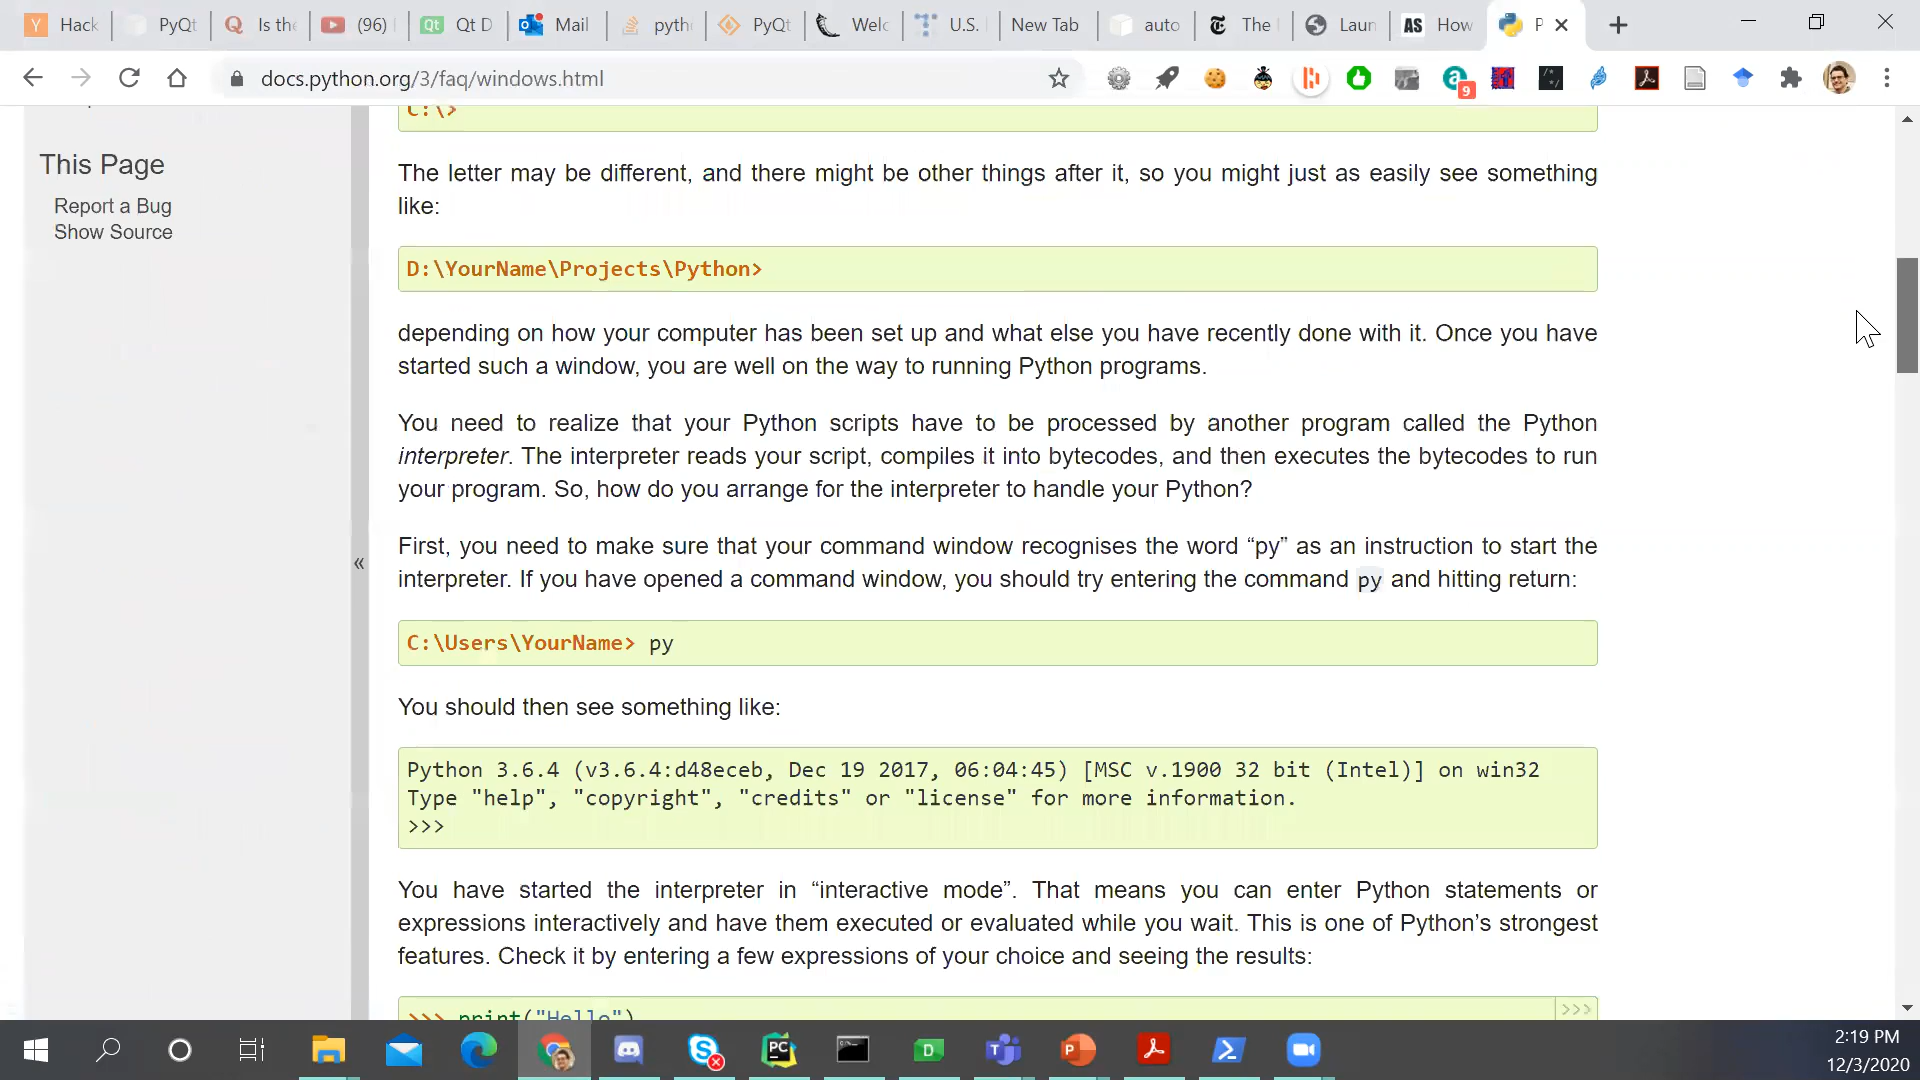 Hack
PyQt
Is the
(96)
Qt D
Mail
pyth
PyQt
Welc
U.S.
New Tab
auto
The
Laun
AS How
P
docs.python.org/3/faq/windows.html
9
This Page
Report a Bug
Show Source
«
C:\>
The letter may be different, and there might be other things after it, so you might just as easily see something
like:
D:\YourName\Projects\Python>
depending on how your computer has been set up and what else you have recently done with it. Once you have
started such a window, you are well on the way to running Python programs.
You need to realize that your Python scripts have to be processed by another program called the Python
interpreter. The interpreter reads your script, compiles it into bytecodes, and then executes the bytecodes to run
your program. So, how do you arrange for the interpreter to handle your Python?
First, you need to make sure that your command window recognises the word “py” as an instruction to start the
interpreter. If you have opened a command window, you should try entering the command py and hitting return:
C:\Users\YourName> py
You should then see something like:
Python 3.6.4 (v3.6.4:d48eceb, Dec 19 2017, 06:04:45) [MSC v.1900 32 bit (Intel)] on win32
Type "help", "copyright", "credits" or "license" for more information.
>>>
You have started the interpreter in “interactive mode”. That means you can enter Python statements or
expressions interactively and have them executed or evaluated while you wait. This is one of Python’s strongest
features. Check it by entering a few expressions of your choice and seeing the results:
>>> print("Hello")
>>>
2:19 PM
12/3/2020